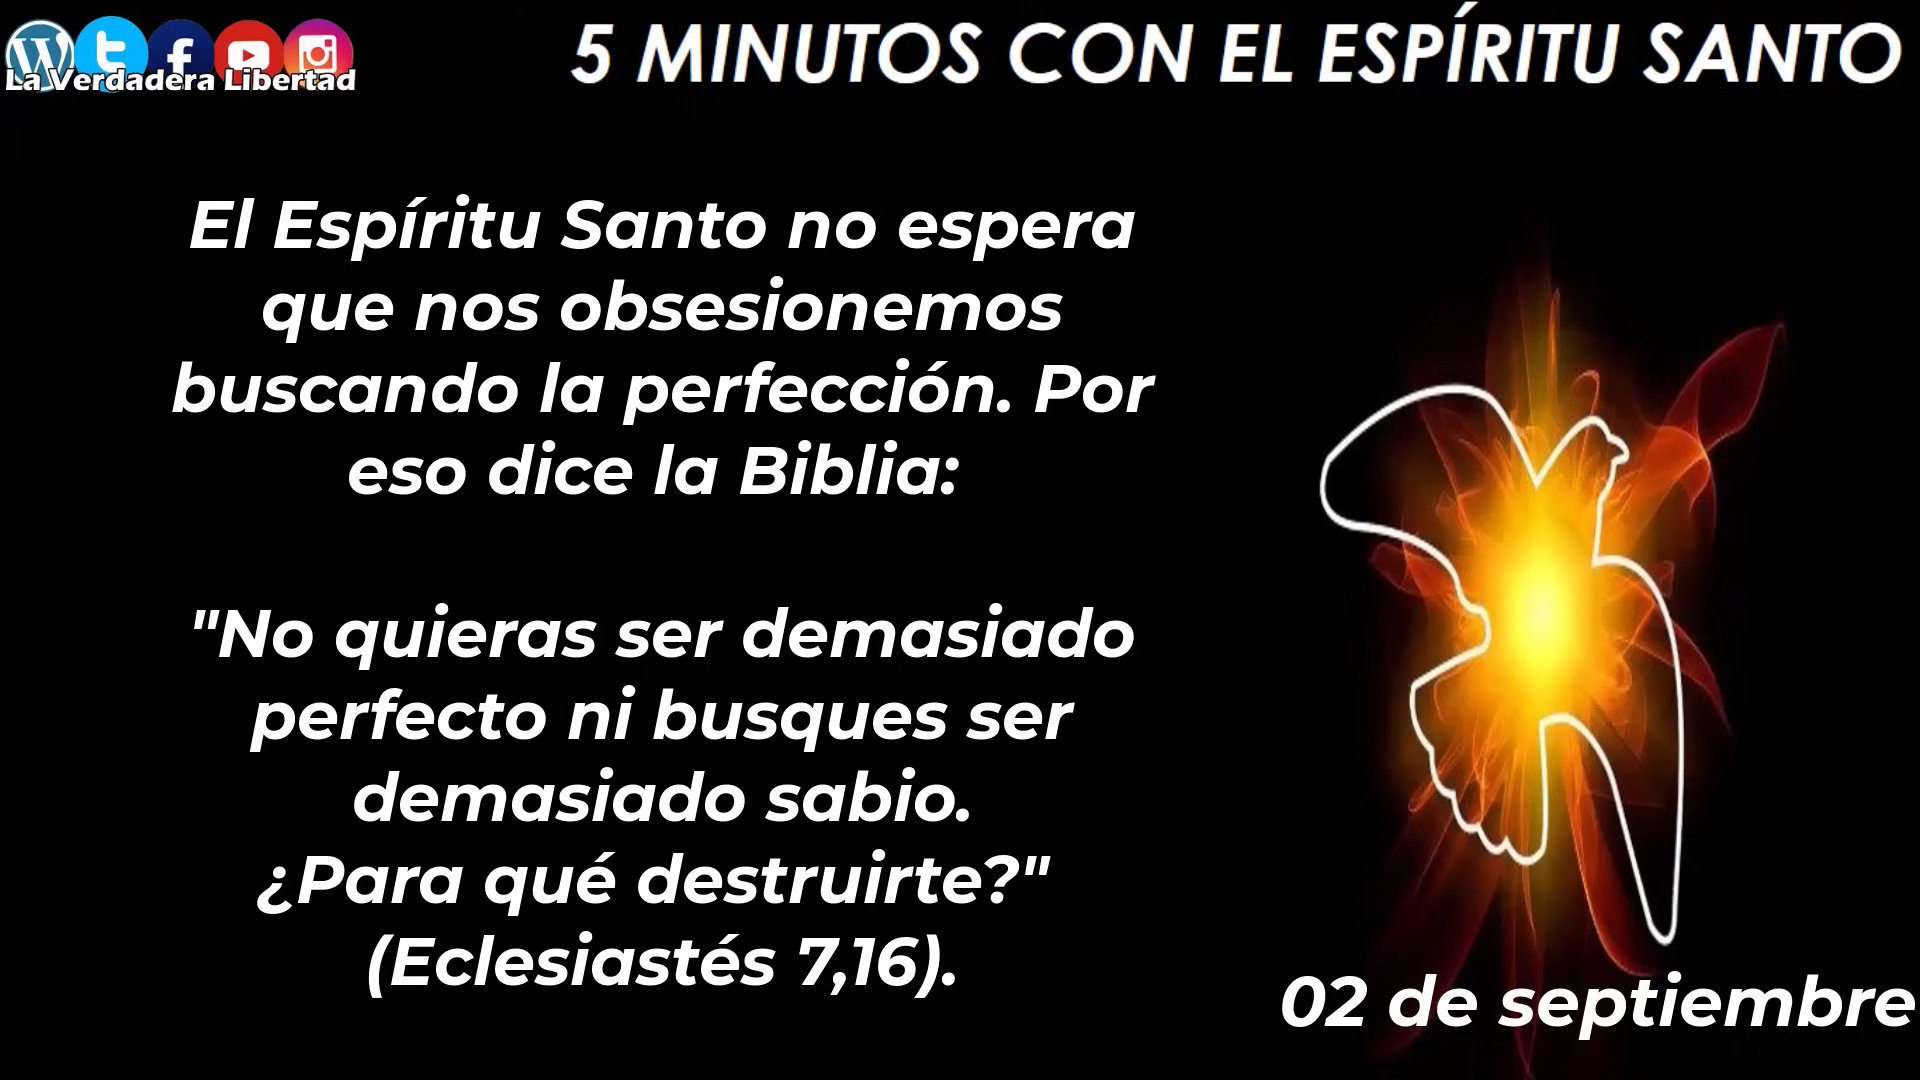 La Verdadera Libertad
5 MINUTOS CON EL ESPÍRITU SANTO
El Espíritu Santo no espera
que nos obsesionemos
buscando la perfección. Por
eso dice la Biblia:
"No quieras ser demasiado
perfecto ni busques ser
demasiado sabio.
¿Para qué destruirte?"
(Eclesiastés 7,16).
02 de septiembre